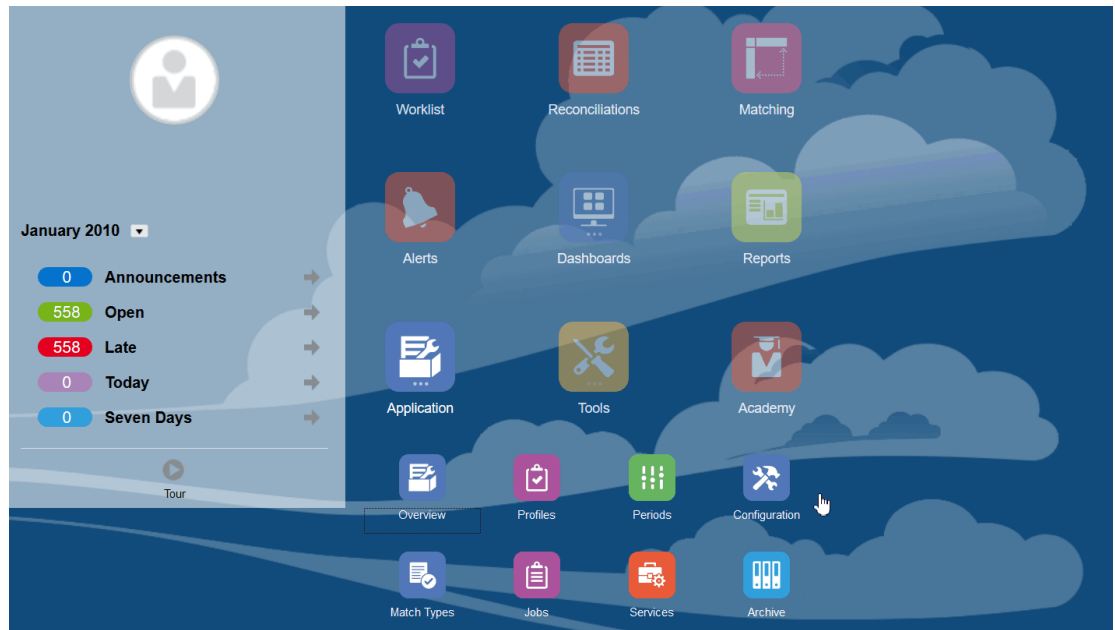 January 2010
0 Announcements
558 Open
558 Late
0 Today
0 Seven Days
Tour
Worklist Reconciliations Matching
Alerts Dashboards Reports
Application Tools Academy
Overview Profiles Periods Configuration
Match Types Jobs Services Archive